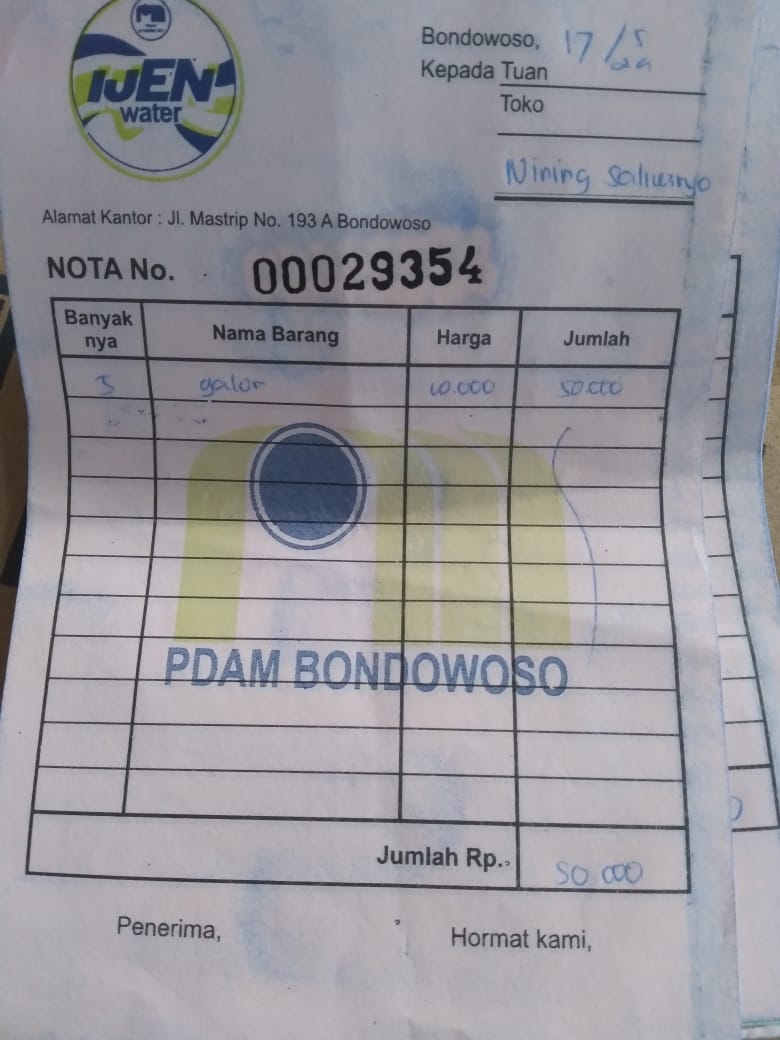 IJEN
water
Bondowoso, 17/5
Kepada Tuan
Toko
Nining
Alamat Kantor : Jl. Mastrip No. 193 A Bondowoso
NOTA No. 00029354
Banyak nya Nama Barang Harga Jumlah
5 galon 10.000 50.000
PDAM BONDOWOSO
Jumlah Rp. 50.000
Penerima, Hormat kami,